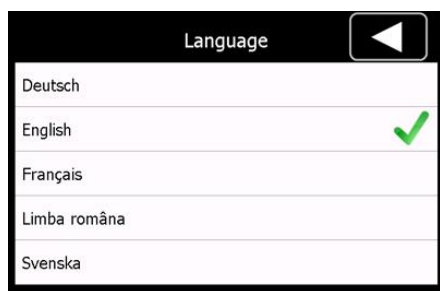 Language
Deutsch
English
Français
Limba româna
Svenska